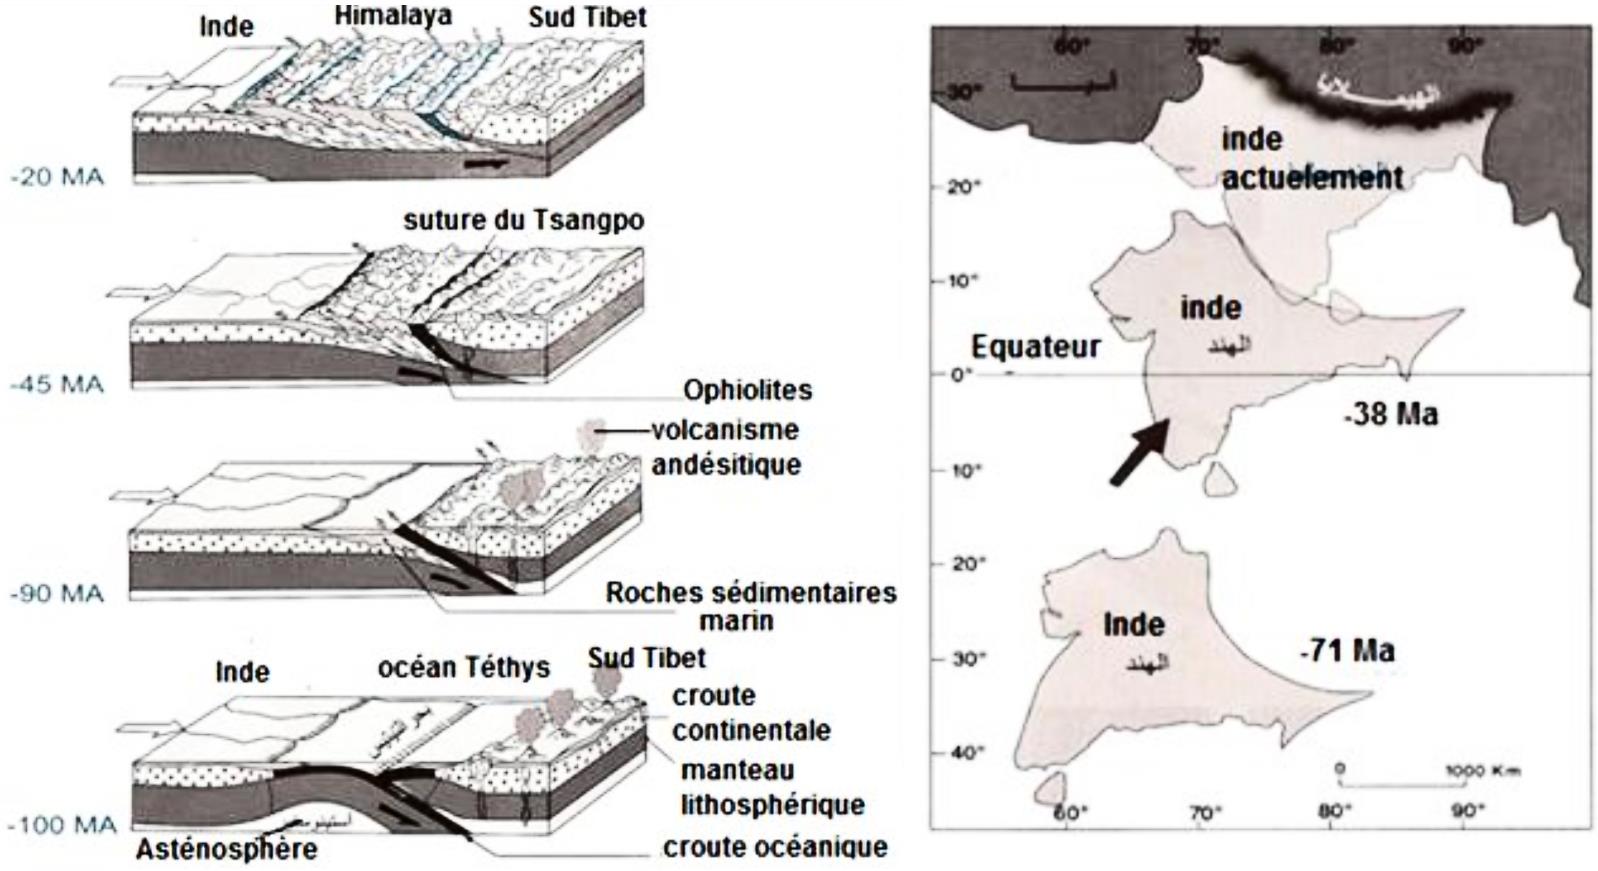 Inde
Himalaya
Sud Tibet
-20 MA
suture du Tsangpo
-45 MA
Ophiolites
volcanisme
andésitique
-90 MA
Roches sédimentaires
marin
Inde
océan Téthys
Sud Tibet
croute
continentale
manteau
lithosphérique
-100 MA
Asténosphère
croute océanique
60°
70°
80°
90°
30°
inde
actuelement
20°
10°
inde
Equateur
0°
-38 Ma
10°
20°
Inde
30°
-71 Ma
40°
0
1000 Km
60°
70°
80°
90°